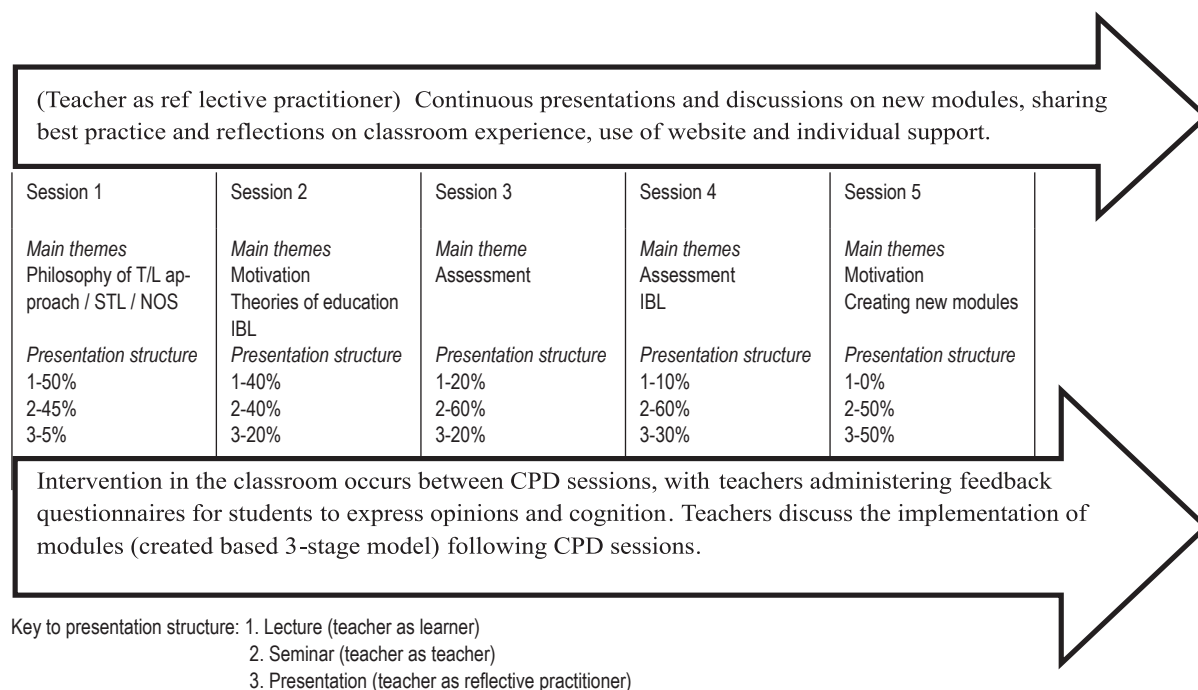 (Teacher as ref lective practitioner) Continuous presentations and discussions on new modules, sharing
best practice and reflections on classroom experience, use of website and individual support.
Session 1
Main themes
Philosophy of T/L ap-
proach / STL / NOS
Presentation structure
1-50%
2-45%
3-5%
Session 2
Main themes
Motivation
Theories of education
IBL
Presentation structure
1-40%
2-40%
3-20%
Session 3
Main theme
Assessment
Presentation structure
1-20%
2-60%
3-20%
Session 4
Main themes
Assessment
IBL
Presentation structure
1-10%
2-60%
3-30%
Session 5
Main themes
Motivation
Creating new modules
Presentation structure
1-0%
2-50%
3-50%
Intervention in the classroom occurs between CPD sessions, with teachers administering feedback
questionnaires for students to express opinions and cognition. Teachers discuss the implementation of
modules (created based 3-stage model) following CPD sessions.
Key to presentation structure: 1. Lecture (teacher as learner)
2. Seminar (teacher as teacher)
3. Presentation (teacher as reflective practitioner)